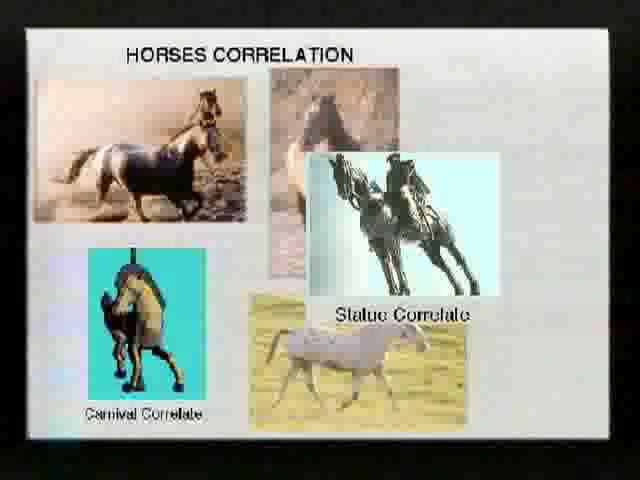 HORSES CORRELATION
Statue Correlate
Carnival Correlate